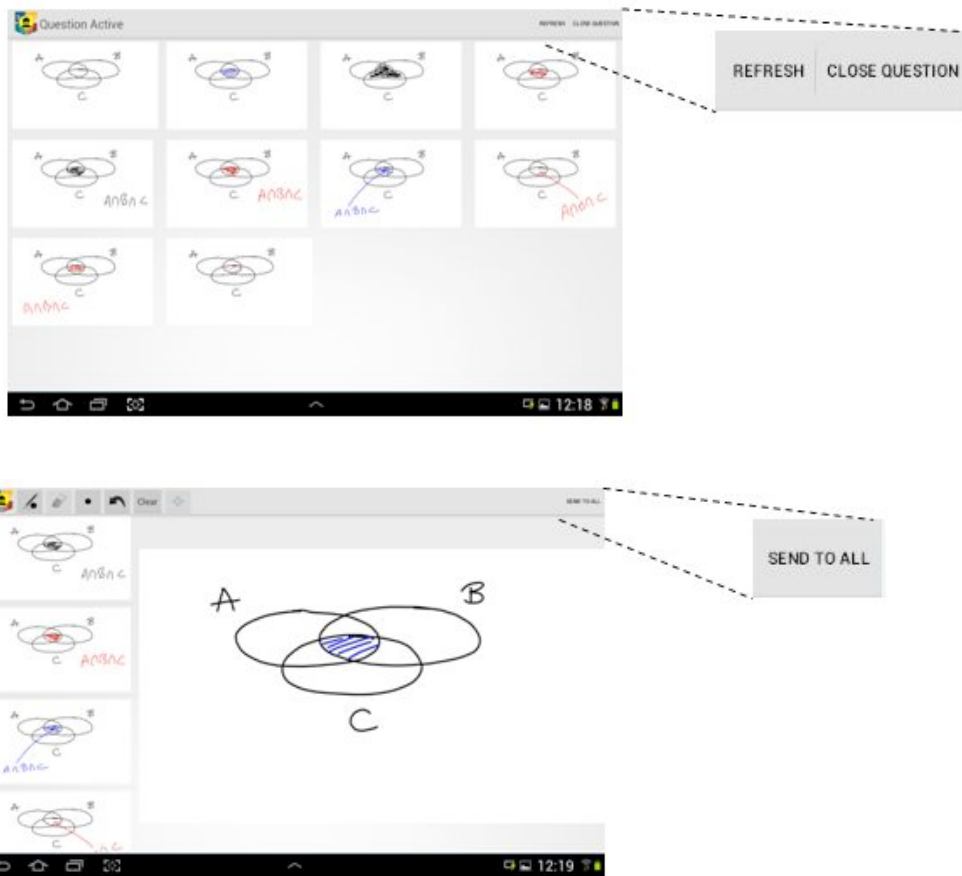 Question Active
REFRESH CLOSE QUESTION
REFRESH CLOSE QUESTION
A B A B A B A B
C C C C
A B A B A B A B
C A∩B∩C C A∩B∩C C C
A∩B∩C A∩B∩C
A B A B
C C
A∩B∩C
12:18
Clear
SEND TO ALL
SEND TO ALL
A B
C A∩B∩C
A B
C A∩B∩C
A B
C
A∩B∩C
A B
C
A B
C
12:19